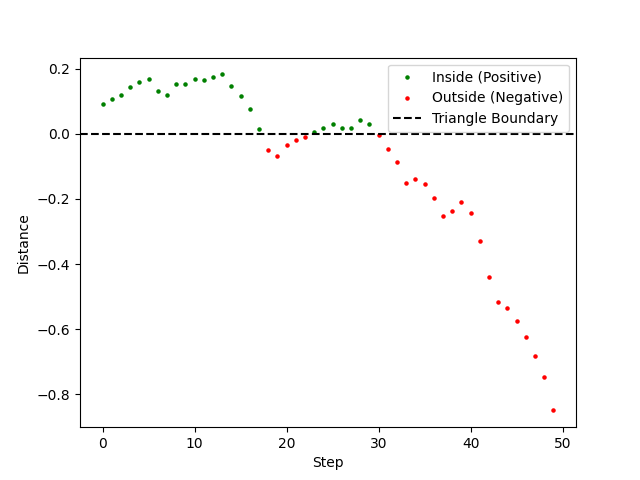 0.2
0.0
−0.2
−0.4
−0.6
−0.8
Distance
Inside (Positive)
Outside (Negative)
Triangle Boundary
0 10 20 30 40 50
Step